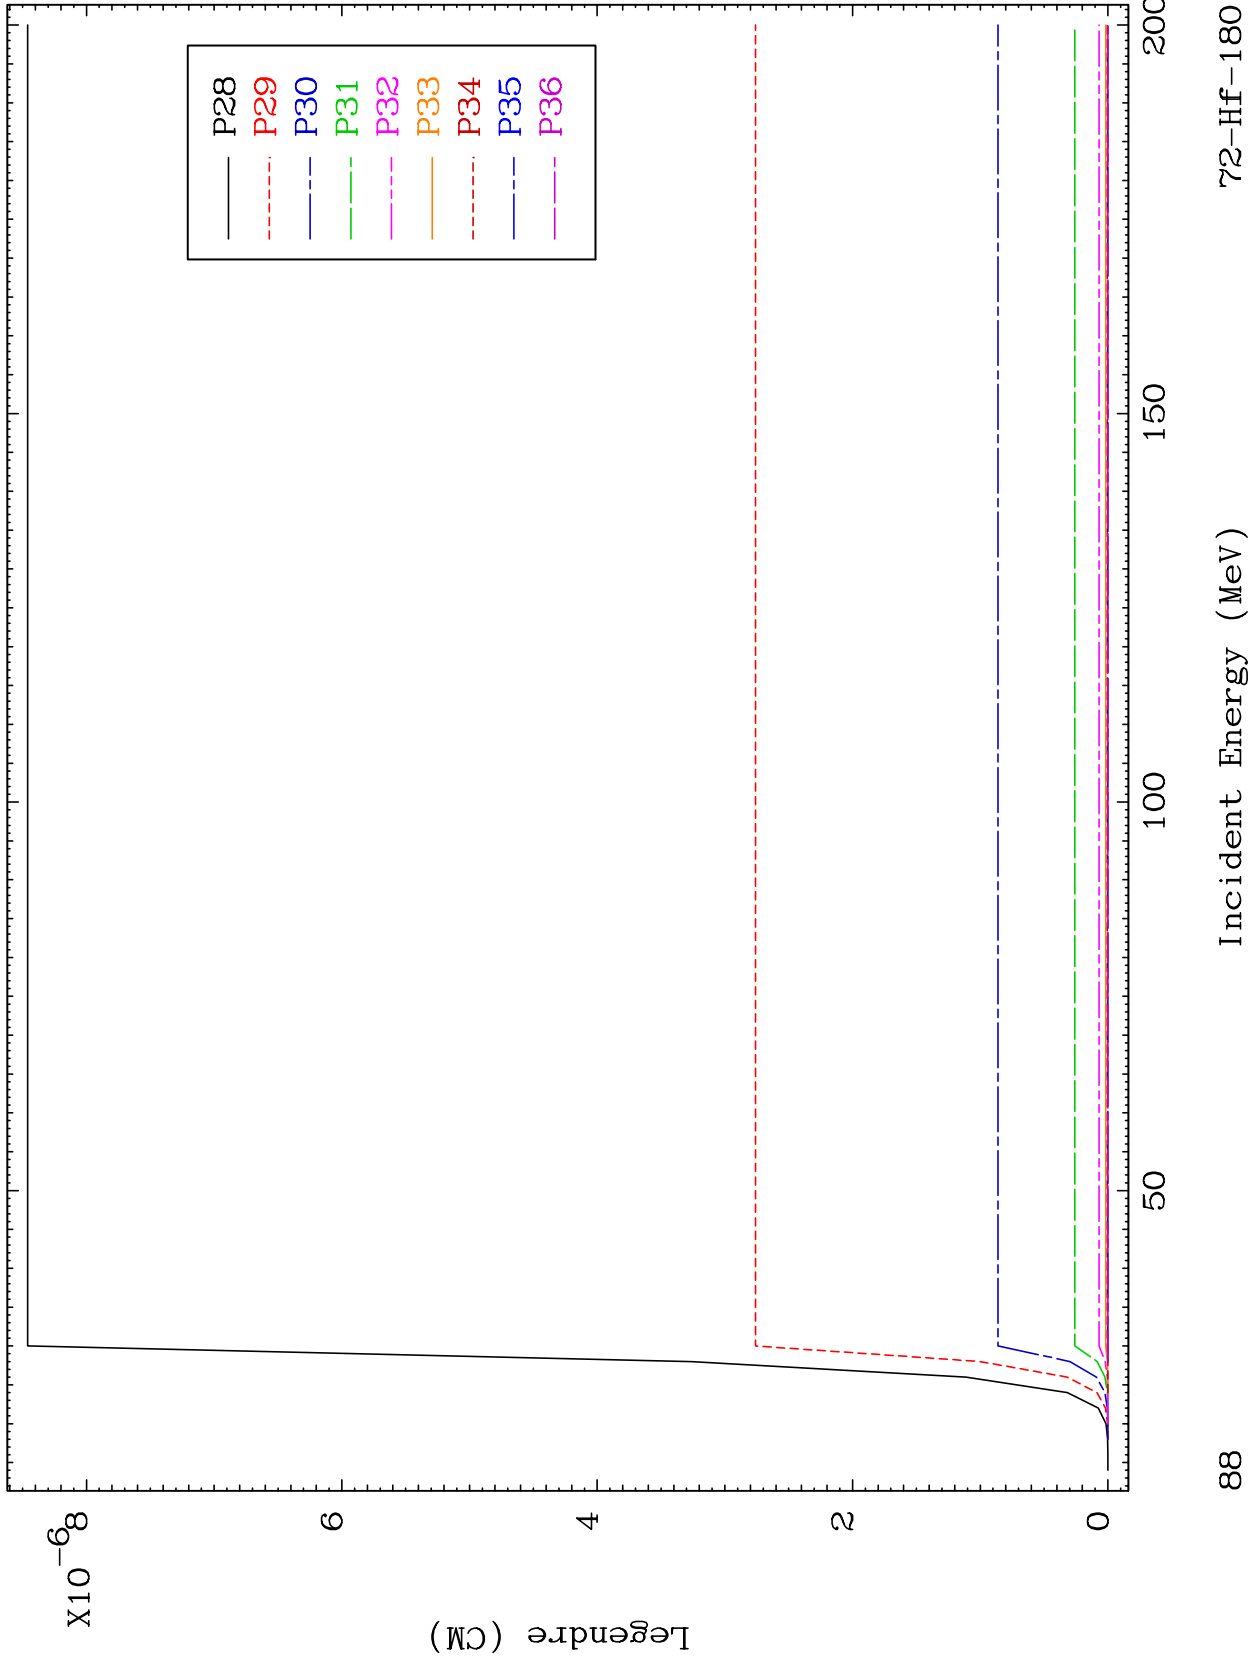 X10
-6
8
6
4
2
0
Legendre (CM)
P28
P29
P30
P31
P32
P33
P34
P35
P36
50
100
150
200
Incident Energy (MeV)
88
72-Hf-180